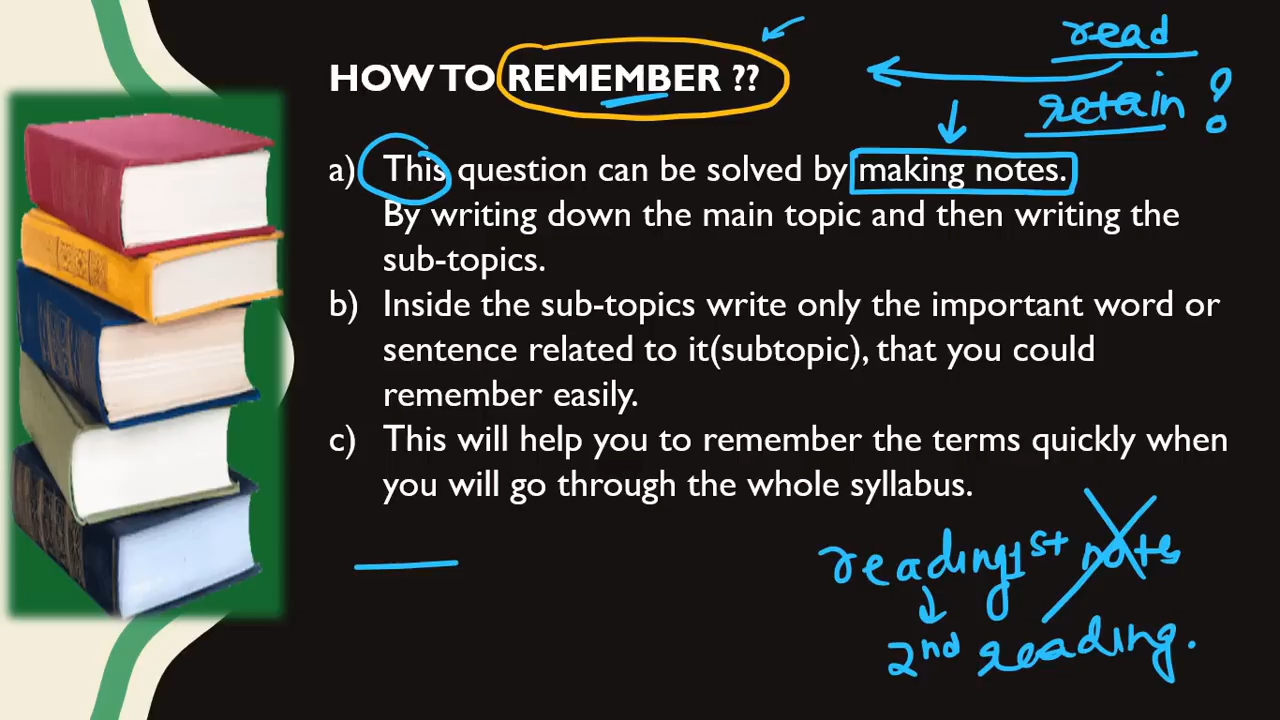 read
HOW TO REMEMBER ??
retain ?
a) This question can be solved by making notes.
By writing down the main topic and then writing the
sub-topics.
b) Inside the sub-topics write only the important word or
sentence related to it(subtopic), that you could
remember easily.
c) This will help you to remember the terms quickly when
you will go through the whole syllabus.
reading 1st notes
2nd reading.